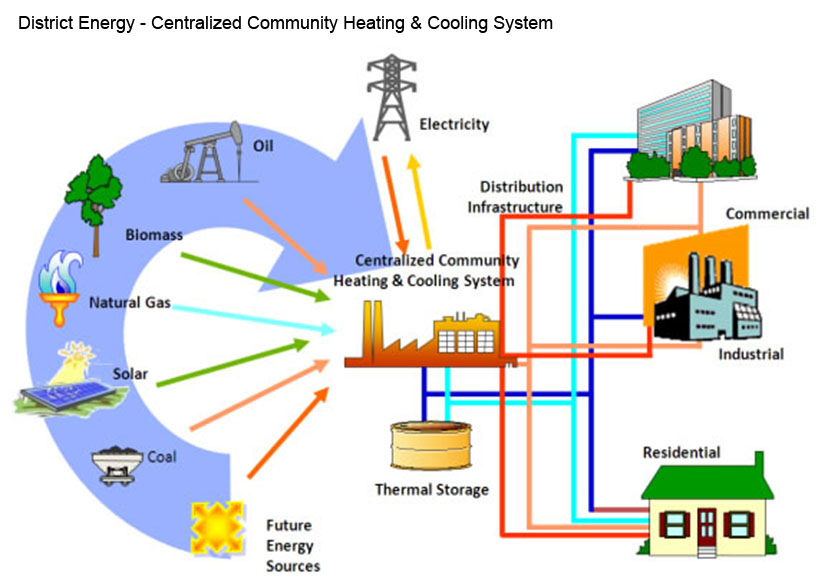 District Energy - Centralized Community Heating & Cooling System
Electricity
Oil
Distribution
Infrastructure
Commercial
Biomass
Centralized Community
Heating & Cooling System
Natural Gas
Industrial
Solar
Coal
Residential
Thermal Storage
Future
Energy
Sources